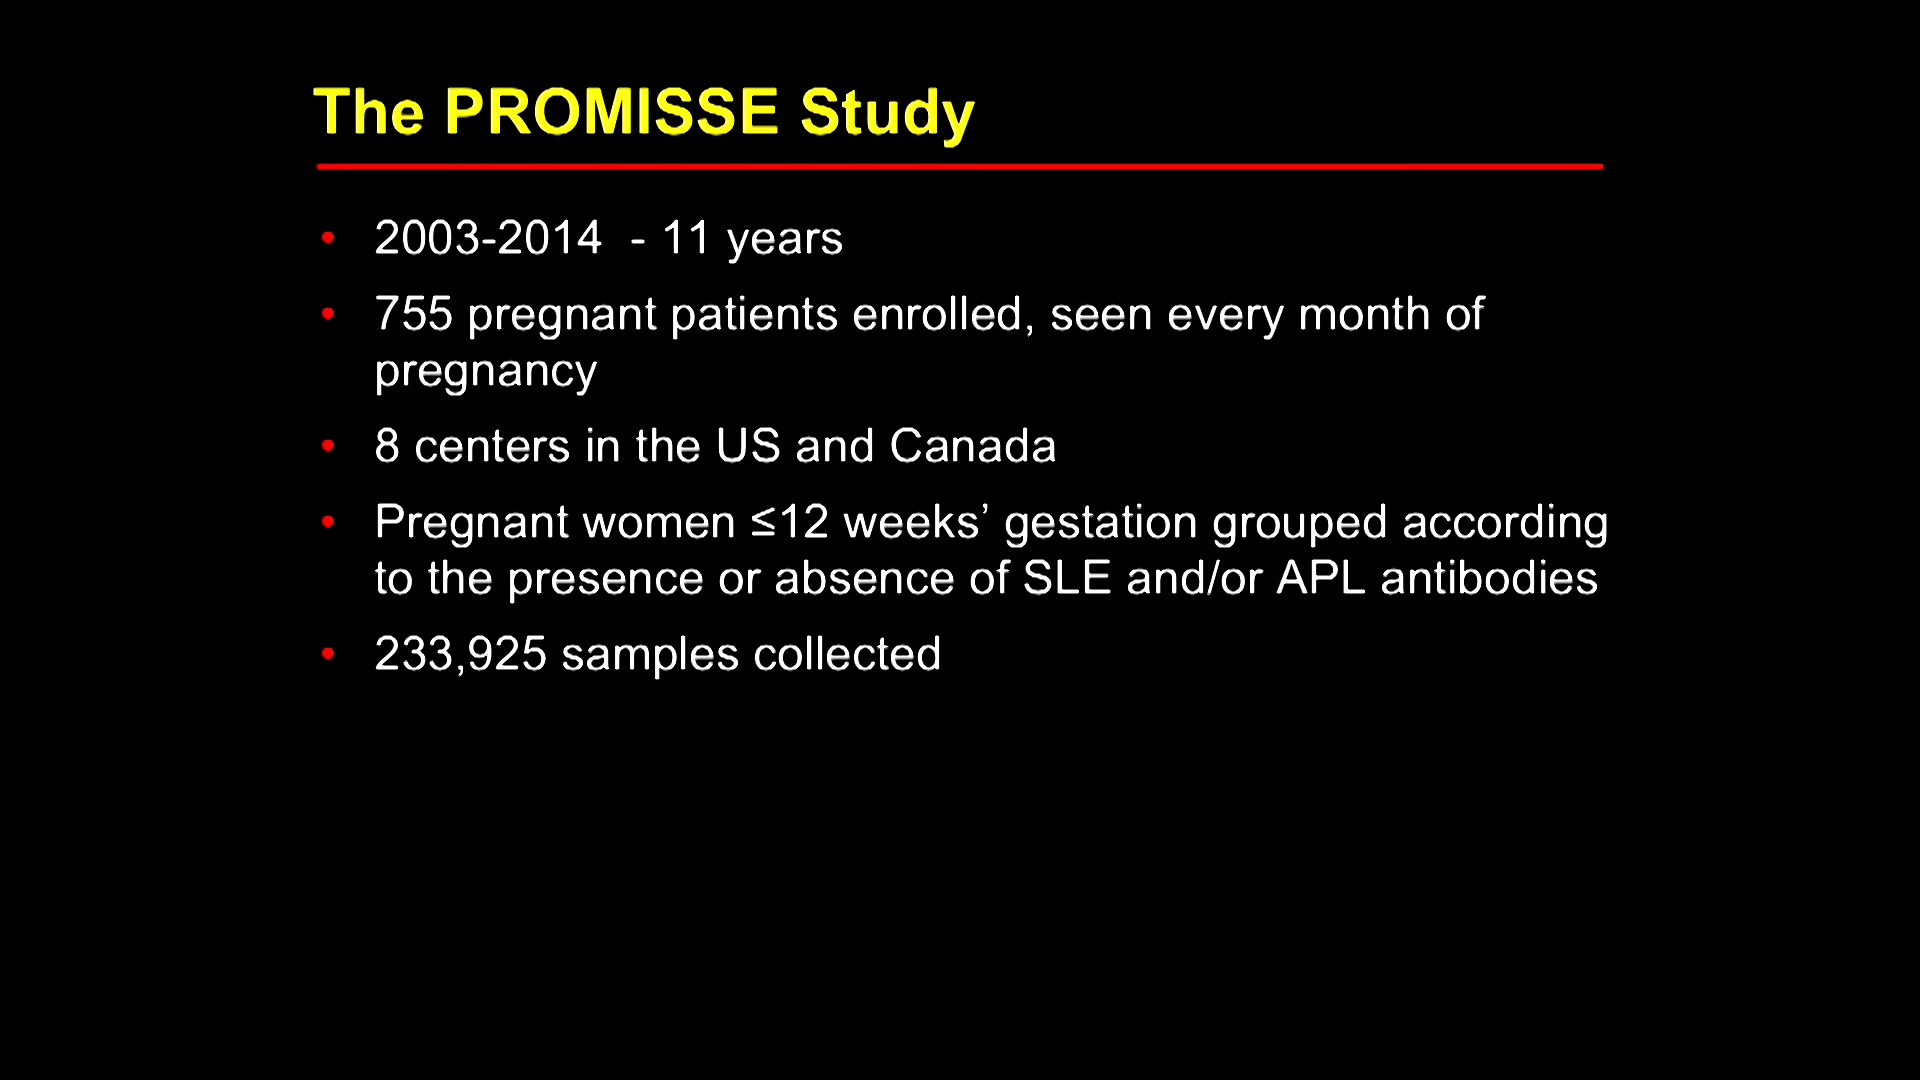 The PROMISSE Study
• 2003-2014  - 11 years
• 755 pregnant patients enrolled, seen every month of
pregnancy
• 8 centers in the US and Canada
• Pregnant women ≤12 weeks’ gestation grouped according
to the presence or absence of SLE and/or APL antibodies
• 233,925 samples collected